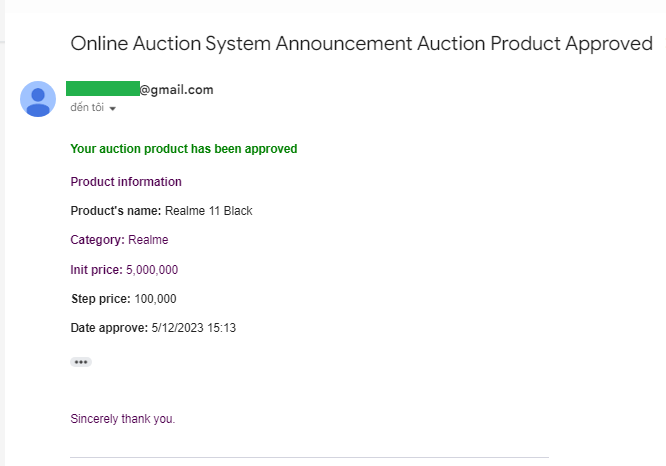 Online Auction System Announcement Auction Product Approved
@gmail.com
đến tôi
Your auction product has been approved
Product information
Product's name: Realme 11 Black
Category: Realme
Init price: 5,000,000
Step price: 100,000
Date approve: 5/12/2023 15:13
Sincerely thank you.